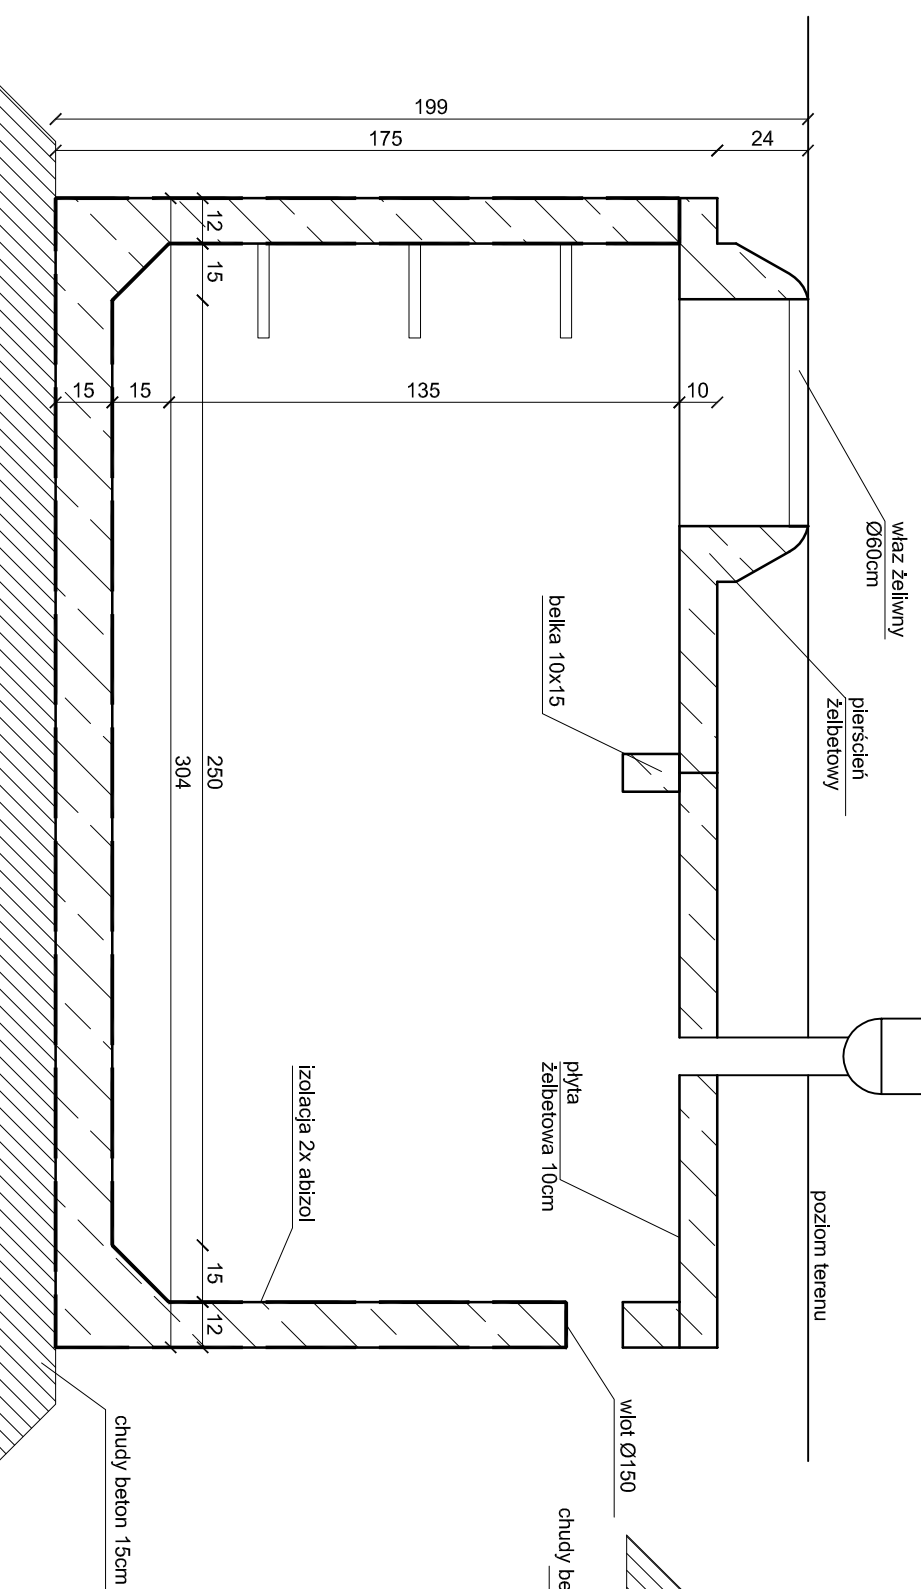 199
175
24
12
15
15
15
135
10
właz żeliwny
Ø60cm
pierścień
żelbetowy
belka 10x15
250
304
płyta
żelbetowa 10cm
izolacja 2x abizol
poziom terenu
15
12
wlot Ø150
chudy beton 15cm
chudy